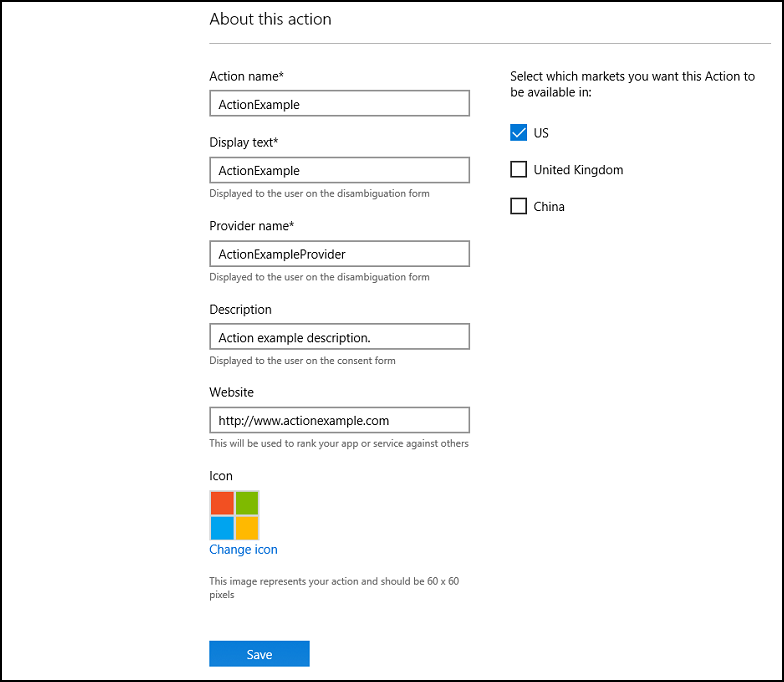 About this action
Action name*
ActionExample
Display text*
ActionExample
Displayed to the user on the disambiguation form
Provider name*
ActionExampleProvider
Displayed to the user on the disambiguation form
Description
Action example description.
Displayed to the user on the consent form
Website
http://www.actionexample.com
This will be used to rank your app or service against others
Icon
Change icon
This image represents your action and should be 60 x 60
pixels
Save
Select which markets you want this Action to
be available in:
US
United Kingdom
China